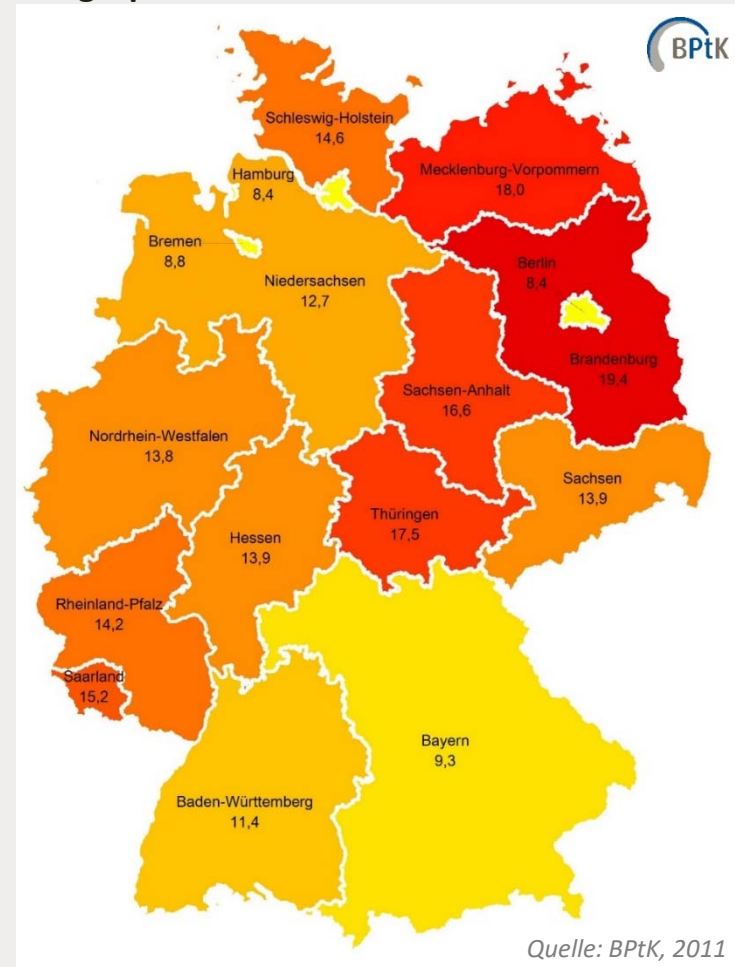 BPtK
Schleswig-Holstein
14,6
Mecklenburg-Vorpommern
18,0
Hamburg
8,4
Bremen
8,8
Niedersachsen
12,7
Berlin
8,4
Brandenburg
19,4
Sachsen-Anhalt
16,6
Nordrhein-Westfalen
13,8
Sachsen
13,9
Thüringen
17,5
Hessen
13,9
Rheinland-Pfalz
14,2
Saarland
15,2
Bayern
9,3
Baden-Württemberg
11,4
Quelle: BPtK, 2011